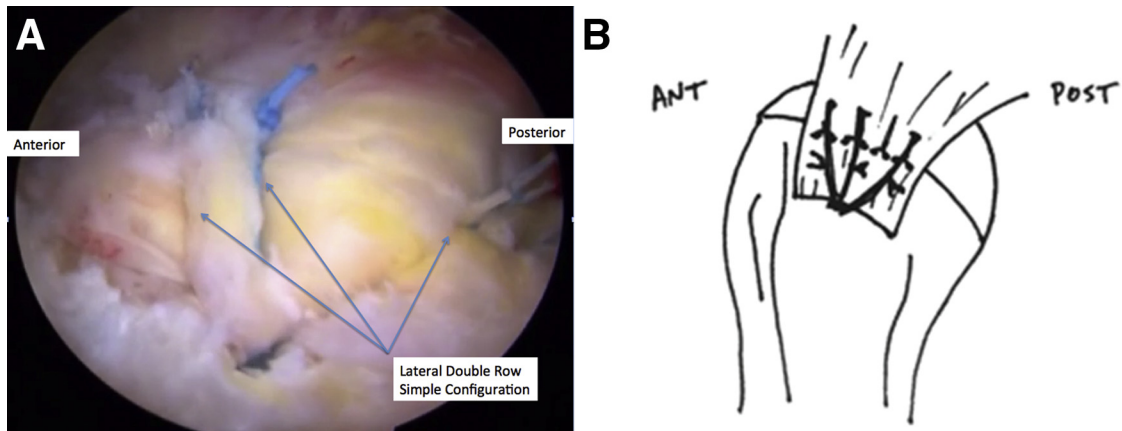 A
Anterior
Posterior
Lateral Double Row
Simple Configuration
B
ANT
POST